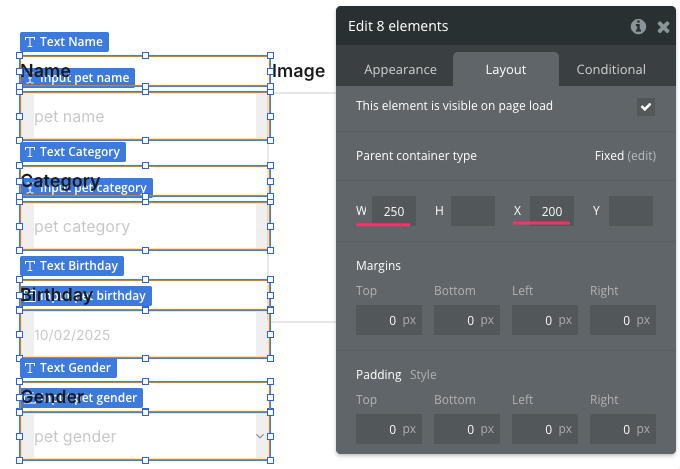 Text Name
Name
Input pet name
pet name
Text Category
Category
Input pet category
pet category
Text Birthday
Birthday
Input pet birthday
10/02/2025
Text Gender
Gender
Input pet gender
pet gender
Image
Edit 8 elements
Appearance Layout Conditional
This element is visible on page load
Parent container type Fixed (edit)
W 250 H X 200 Y
Margins
Top Bottom Left Right
0 px 0 px 0 px 0 px
Padding Style
Top Bottom Left Right
0 px 0 px 0 px 0 px